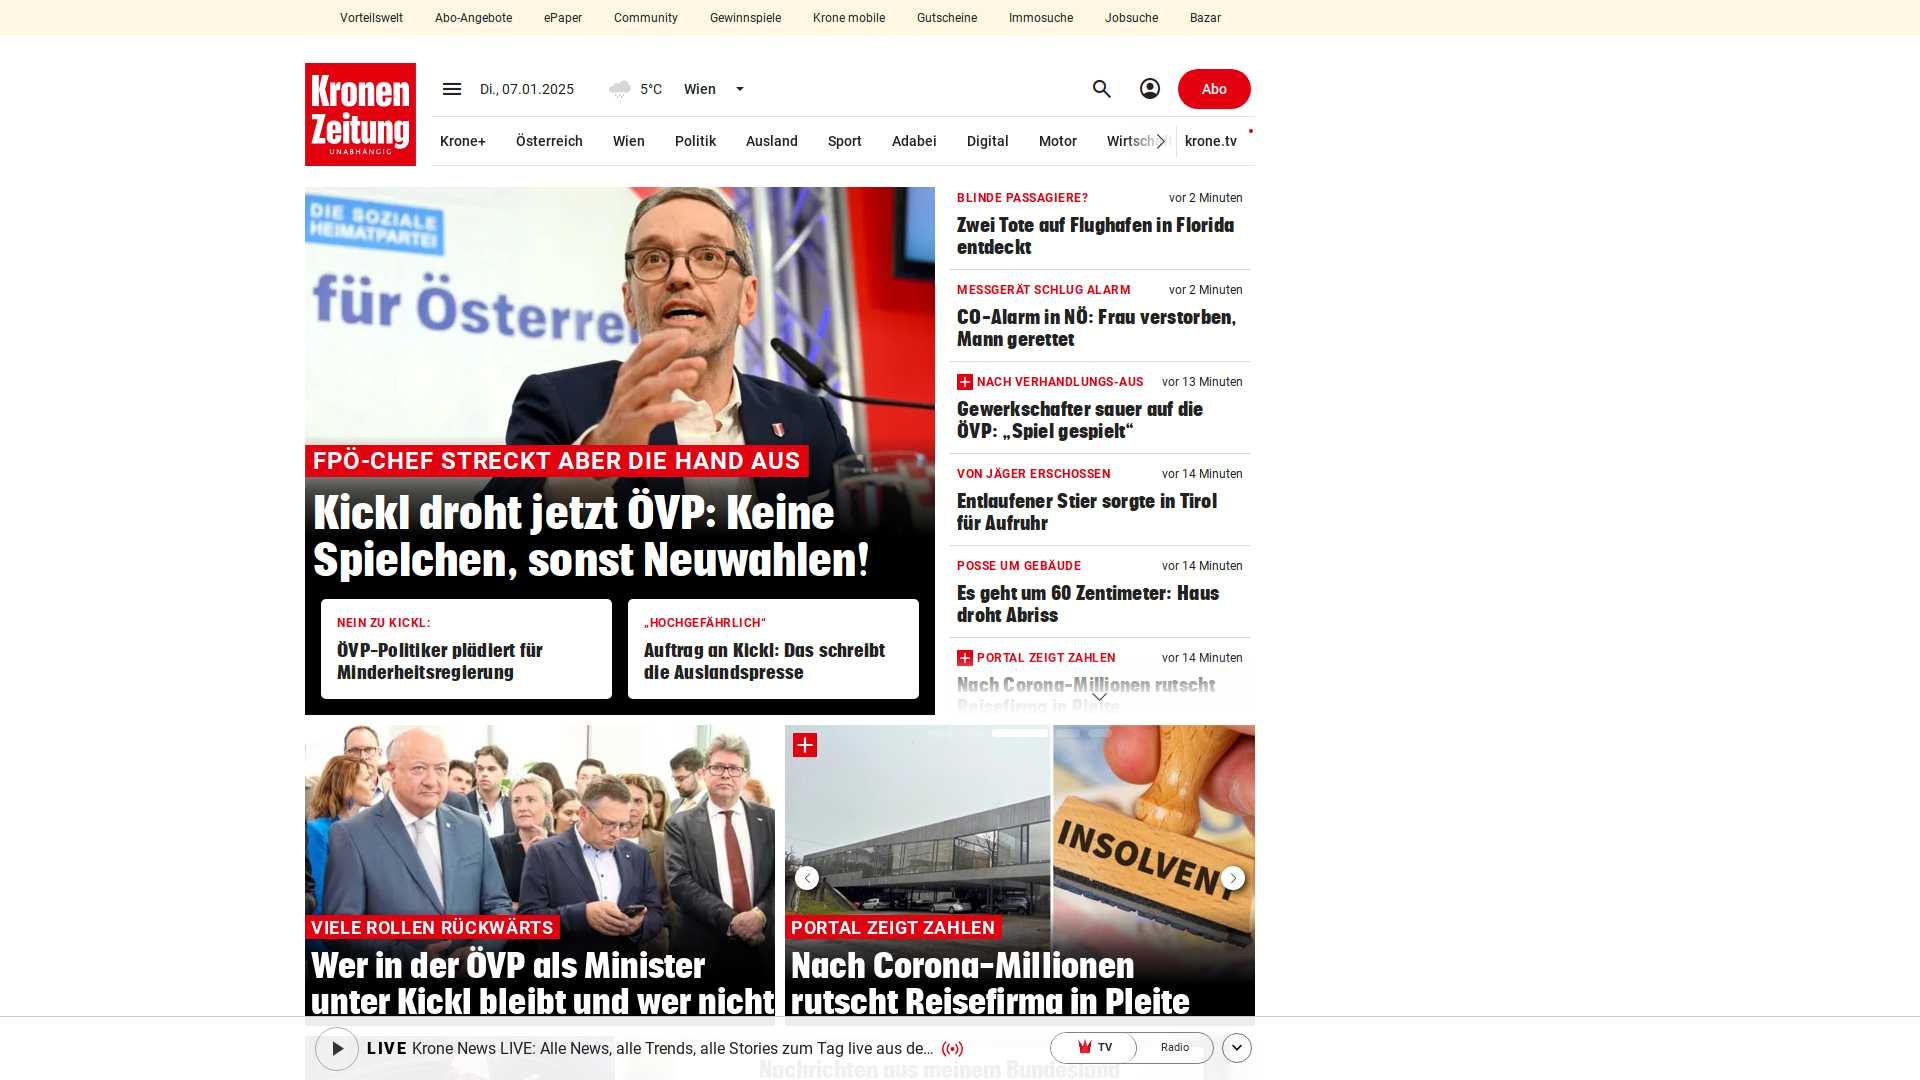 Vorteilswelt Abo-Angebote ePaper Community Gewinnspiele Krone mobile Gutscheine Immosuche Jobsuche Bazar
Kronen
Zeitung
UNABHÄNGIG
Di., 07.01.2025 5°C Wien
Abo
Krone+ Österreich Wien Politik Ausland Sport Adabei Digital Motor Wirtschaft krone.tv
DIE SOZIALE
HEIMATPARTEI
für Österrei
FPÖ-CHEF STRECKT ABER DIE HAND AUS
Kickl droht jetzt ÖVP: Keine
Spielchen, sonst Neuwahlen!
NEIN ZU KICKL:
ÖVP-Politiker plädiert für
Minderheitsregierung
„HOCHGEFÄHRLICH“
Auftrag an Kickl: Das schreibt
die Auslandspresse
BLINDE PASSAGIERE? vor 2 Minuten
Zwei Tote auf Flughafen in Florida
entdeckt
MESSGERÄT SCHLUG ALARM vor 2 Minuten
CO-Alarm in NÖ: Frau verstorben,
Mann gerettet
NACH VERHANDLUNGS-AUS vor 13 Minuten
Gewerkschafter sauer auf die
ÖVP: „Spiel gespielt“
VON JÄGER ERSCHOSSEN vor 14 Minuten
Entlaufener Stier sorgte in Tirol
für Aufruhr
POSSE UM GEBÄUDE vor 14 Minuten
Es geht um 60 Zentimeter: Haus
droht Abriss
PORTAL ZEIGT ZAHLEN vor 14 Minuten
Nach Corona-Millionen rutscht
Reisefirma in Pleite
VIELE ROLLEN RÜCKWÄRTS
Wer in der ÖVP als Minister
unter Kickl bleibt und wer nicht
INSOLVENT
PORTAL ZEIGT ZAHLEN
Nach Corona-Millionen
rutscht Reisefirma in Pleite
LIVE Krone News LIVE: Alle News, alle Trends, alle Stories zum Tag live aus de...
TV Radio
Nachrichten aus meinem Bundesland